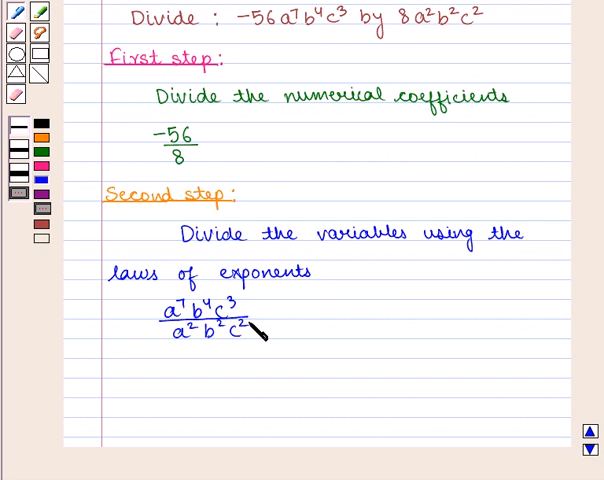 Divide : -56a⁷b⁴c³ by 8a²b²c²
First step:
Divide the numerical coefficients
-56
8
Second step:
Divide the variables using the
laws of exponents
a⁷b⁴c³
a²b²c²